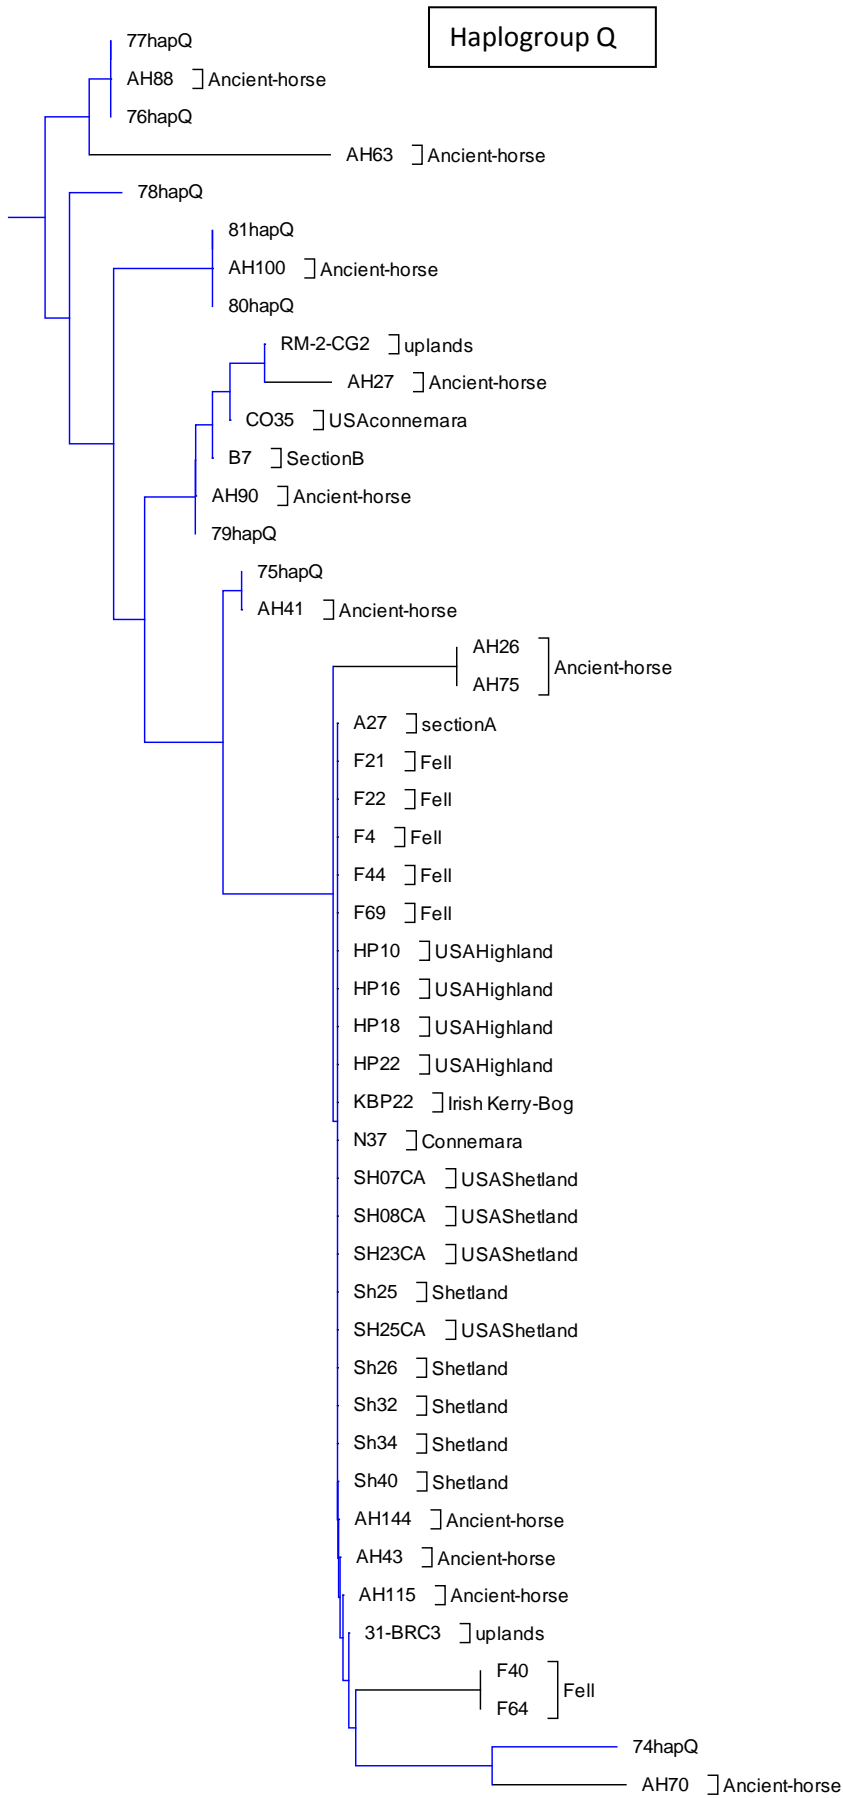 Haplogroup Q
77hapQ
AH88 Ancient-horse
76hapQ
AH63 Ancient-horse
78hapQ
81hapQ
AH100 Ancient-horse
80hapQ
RM-2-CG2 uplands
AH27 Ancient-horse
CO35 USAconnemara
B7 SectionB
AH90 Ancient-horse
79hapQ
75hapQ
AH41 Ancient-horse
AH26
Ancient-horse
AH75
A27 sectionA
F21 Fell
F22 Fell
F4 Fell
F44 Fell
F69 Fell
HP10 USAHighland
HP16 USAHighland
HP18 USAHighland
HP22 USAHighland
KBP22 Irish Kerry-Bog
N37 Connemara
SH07CA USAShetland
SH08CA USAShetland
SH23CA USAShetland
Sh25 Shetland
SH25CA USAShetland
Sh26 Shetland
Sh32 Shetland
Sh34 Shetland
Sh40 Shetland
AH144 Ancient-horse
AH43 Ancient-horse
AH115 Ancient-horse
31-BRC3 uplands
F40
Fell
F64
74hapQ
AH70 Ancient-horse